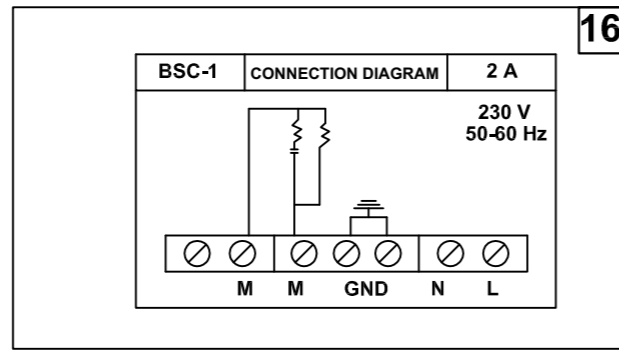 16
BSC-1 CONNECTION DIAGRAM 2 A
230 V
50-60 Hz
M M GND N L